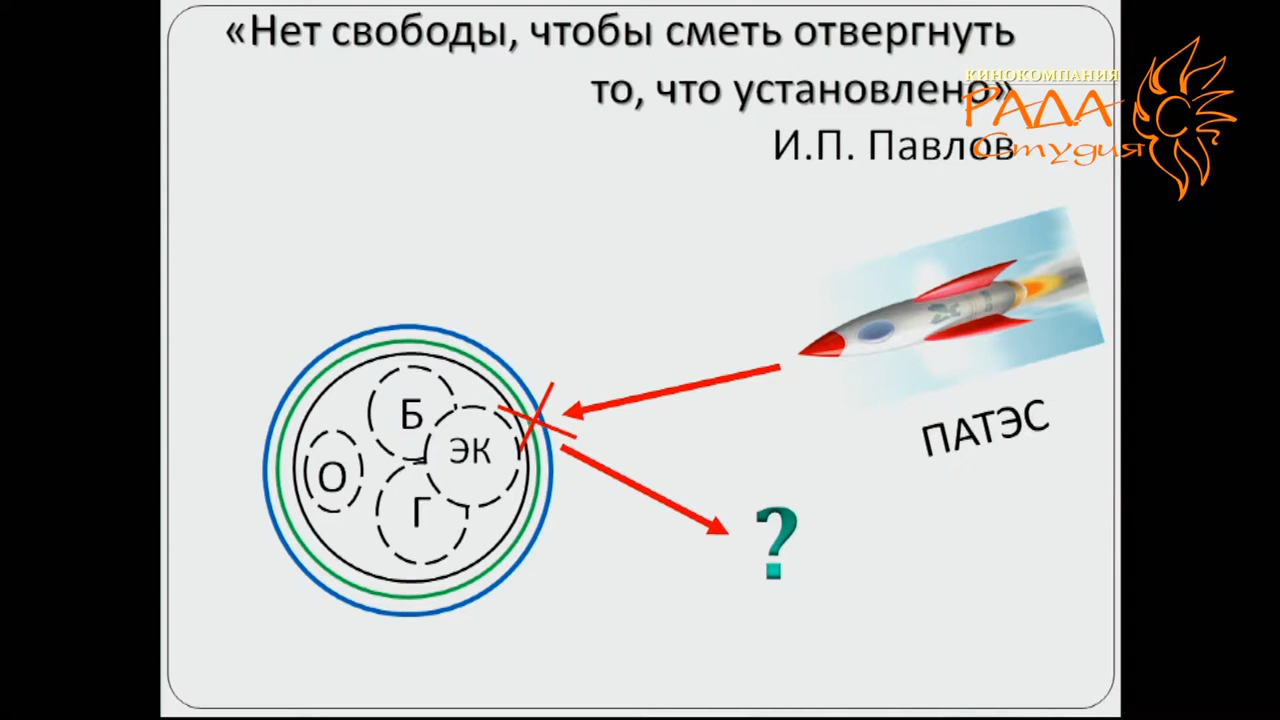 «Нет свободы, чтобы сметь отвергнуть
то, что установлено»
И.П. Павлов
КИНОКОМПАНИЯ
РАДА
Студия
ПАТЭС
Б
ЭК
О
Г
?